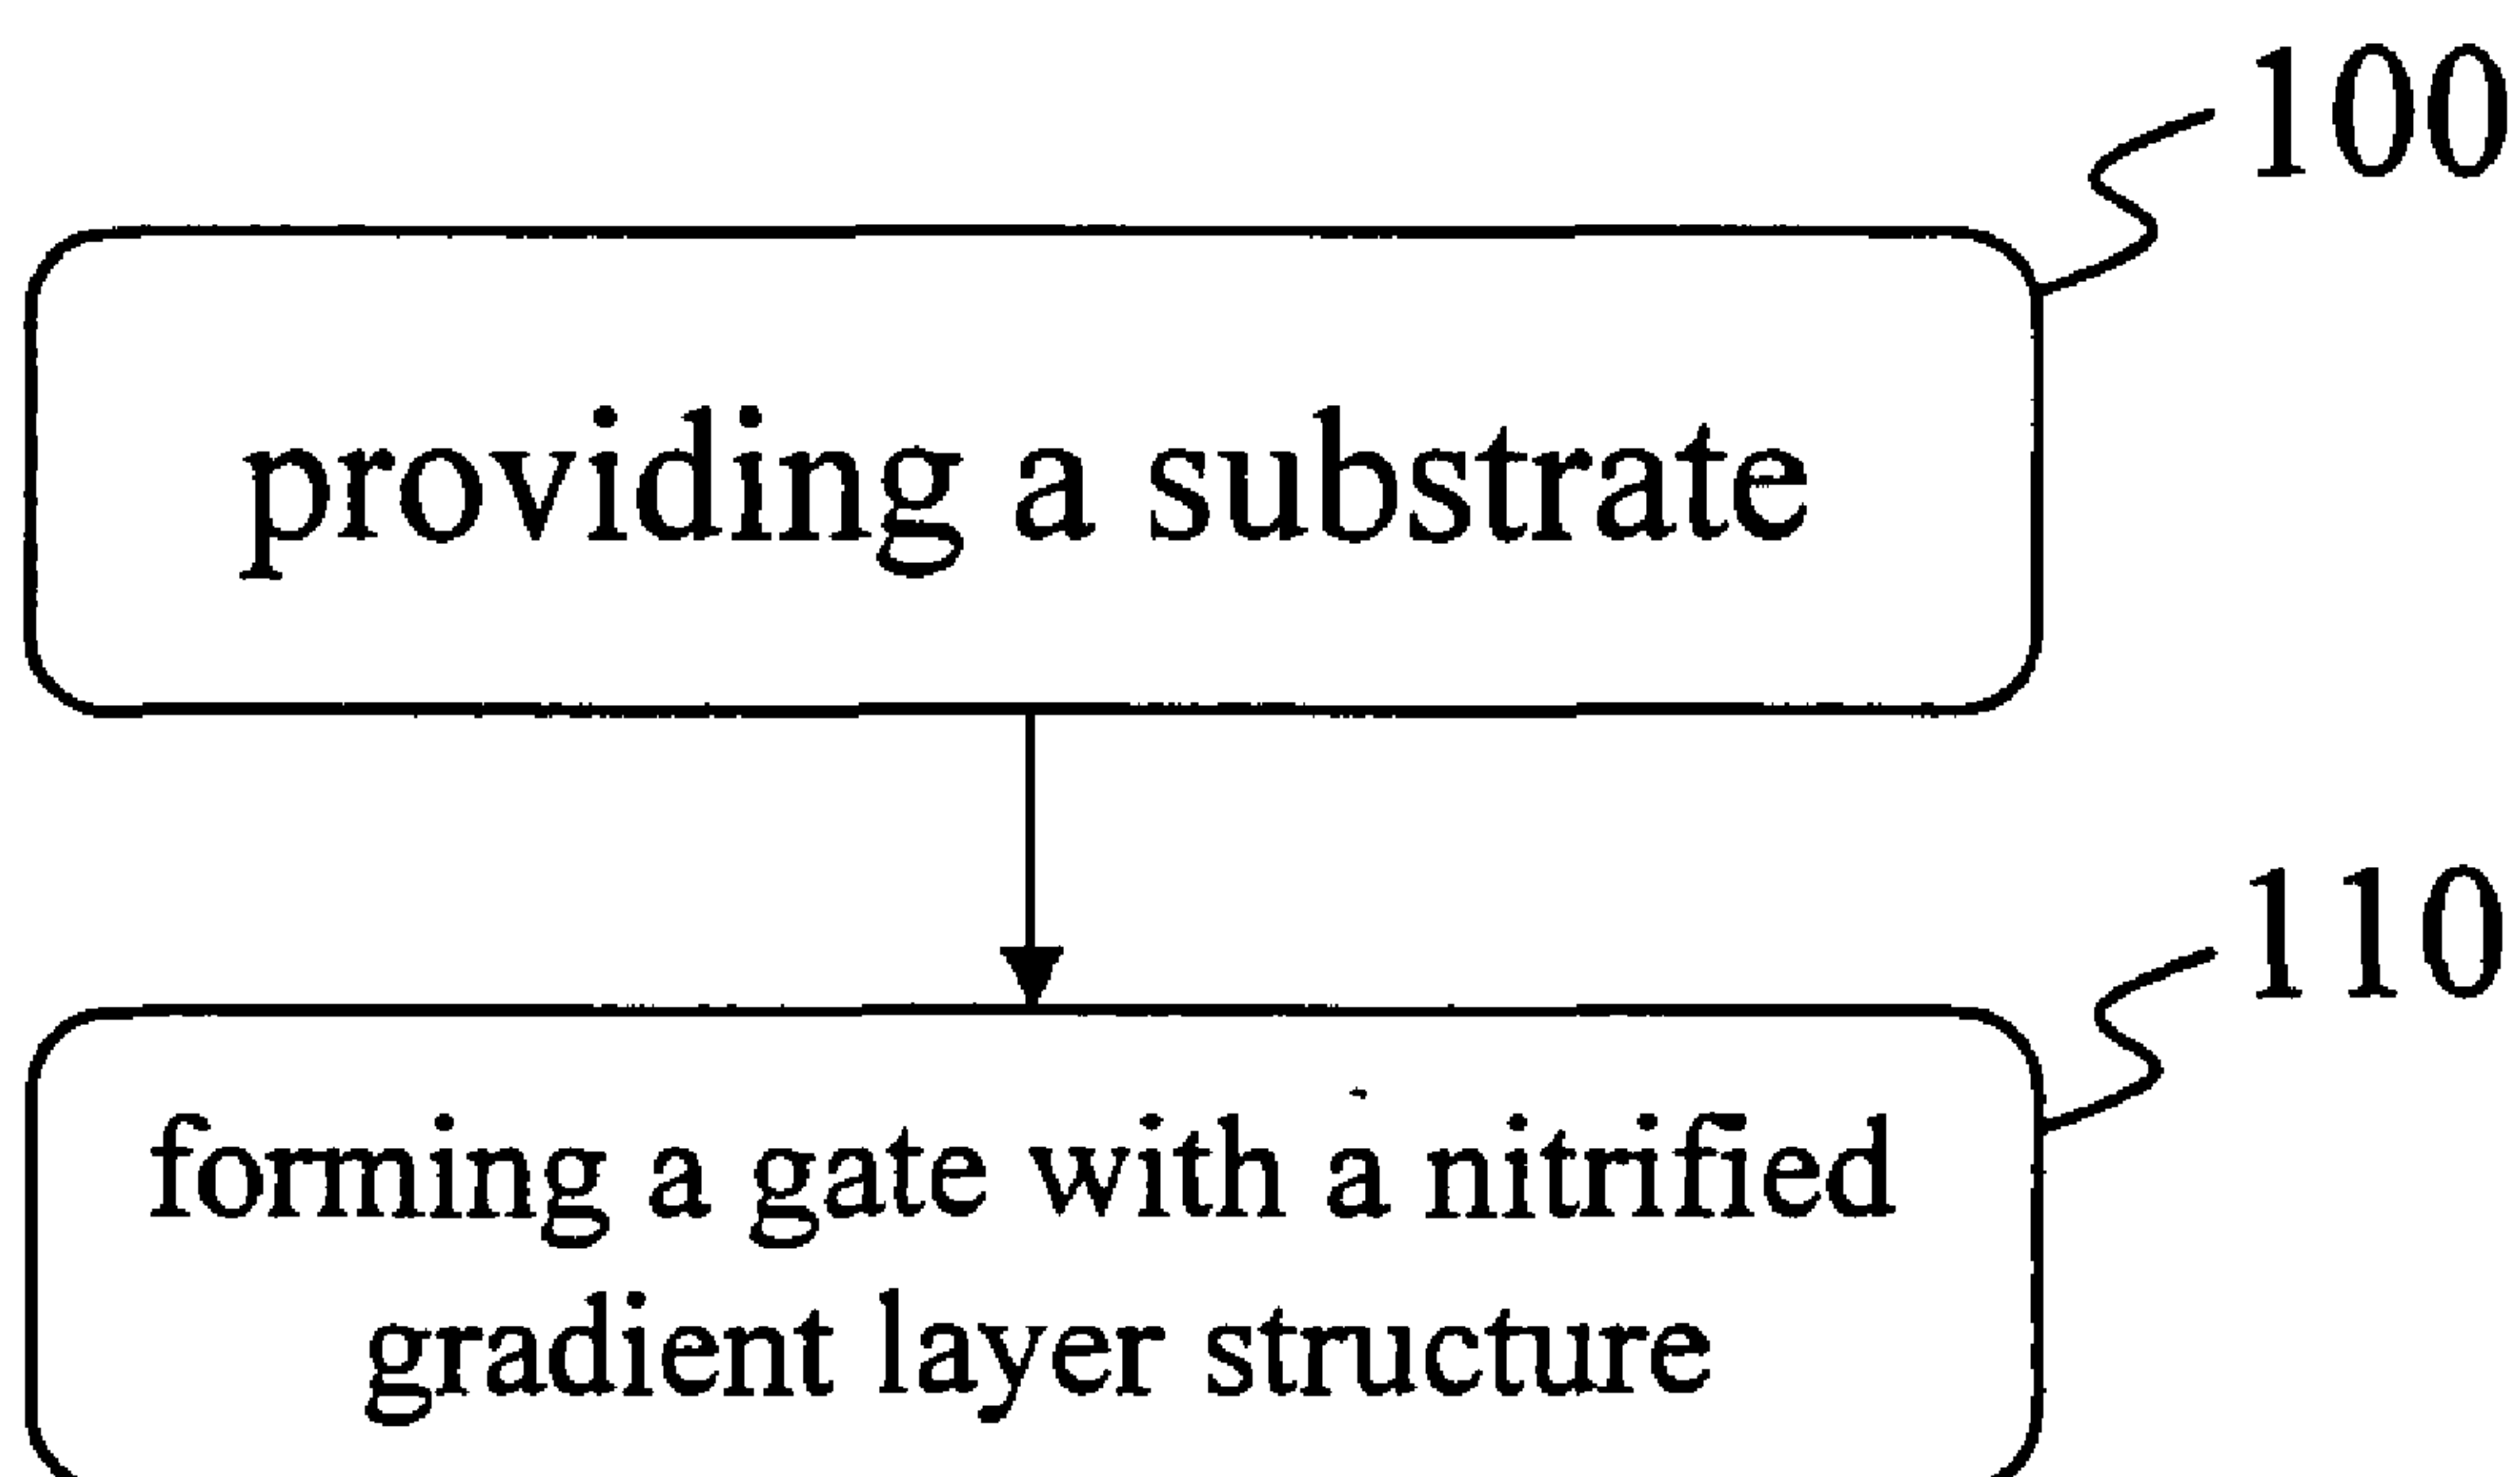 100
providing a substrate
110
forming a gate with a nitrified
gradient layer structure